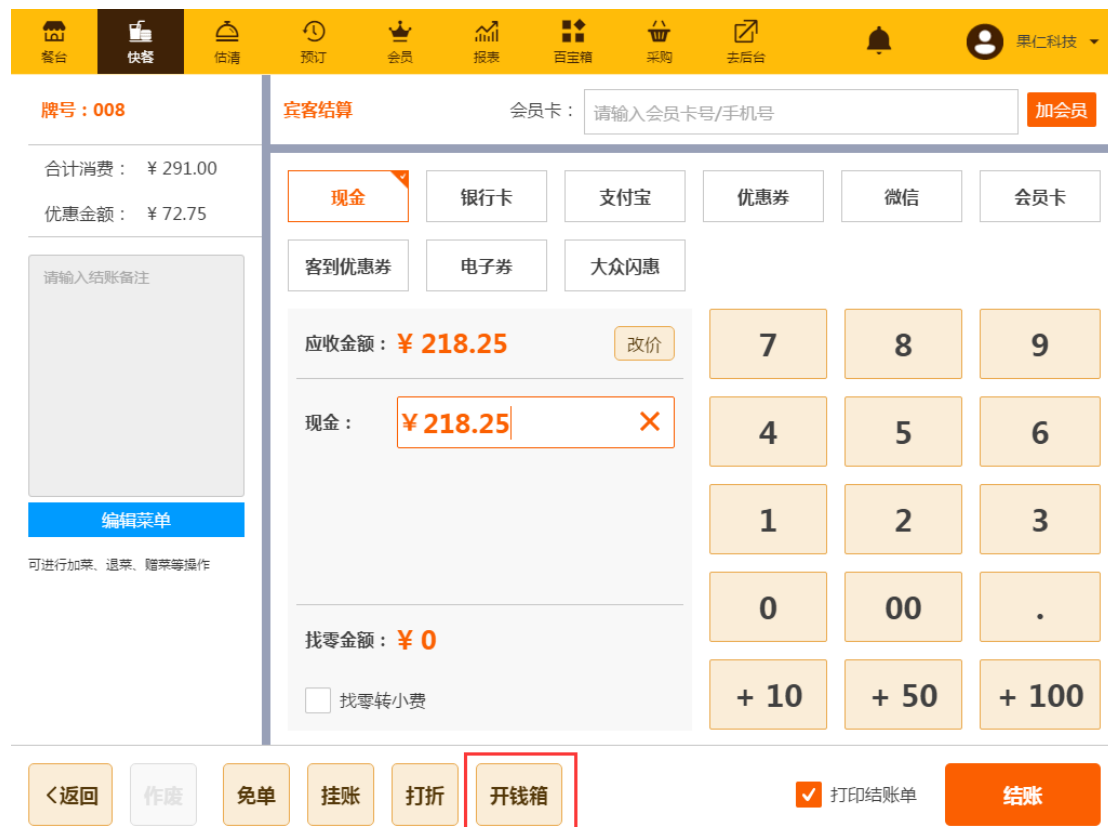 餐台 快餐 估清 预订 会员 报表 百宝箱 采购 去后台 果仁科技
牌号：008
宾客结算 会员卡： 请输入会员卡号/手机号 加会员
合计消费： ¥ 291.00
优惠金额： ¥ 72.75
现金 银行卡 支付宝 优惠券 微信 会员卡
客到优惠券 电子券 大众闪惠
请输入结账备注
编辑菜单
可进行加菜、退菜、赠菜等操作
应收金额：¥ 218.25 改价
现金： ¥ 218.25
找零金额：¥ 0
找零转小费
7 8 9
4 5 6
1 2 3
0 00 .
+ 10 + 50 + 100
<返回 作废 免单 挂账 打折 开钱箱 打印结账单 结账